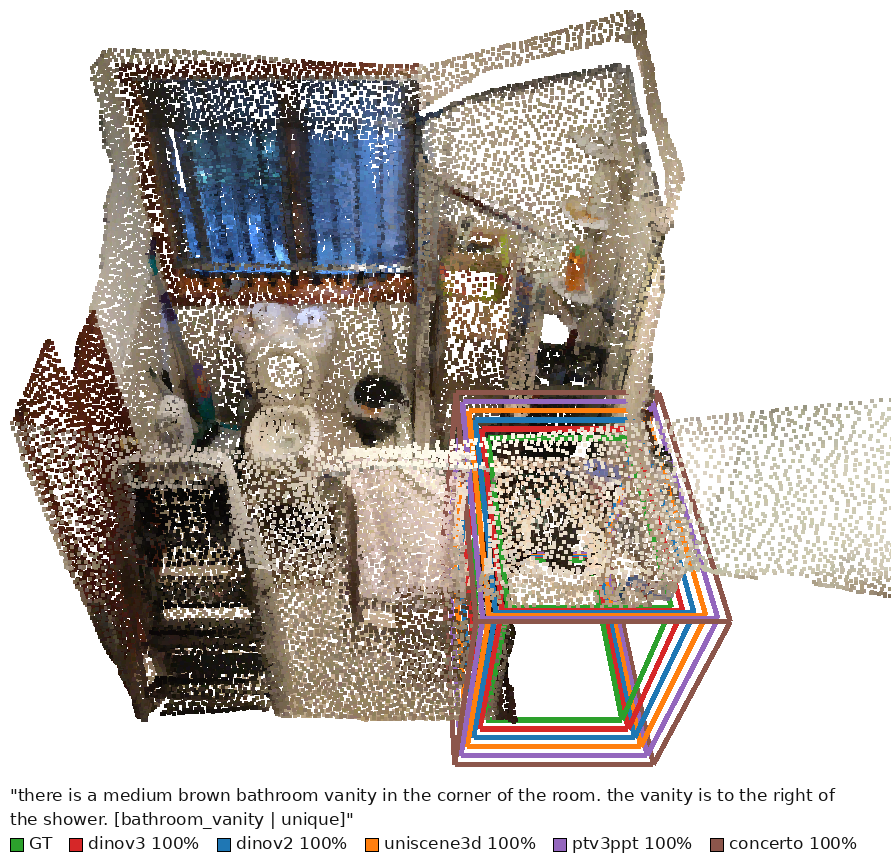 "there is a medium brown bathroom vanity in the corner of the room. the vanity is to the right of
the shower. [bathroom_vanity | unique]"
GT dinov3 100% dinov2 100% uniscene3d 100% ptv3ppt 100% concerto 100%